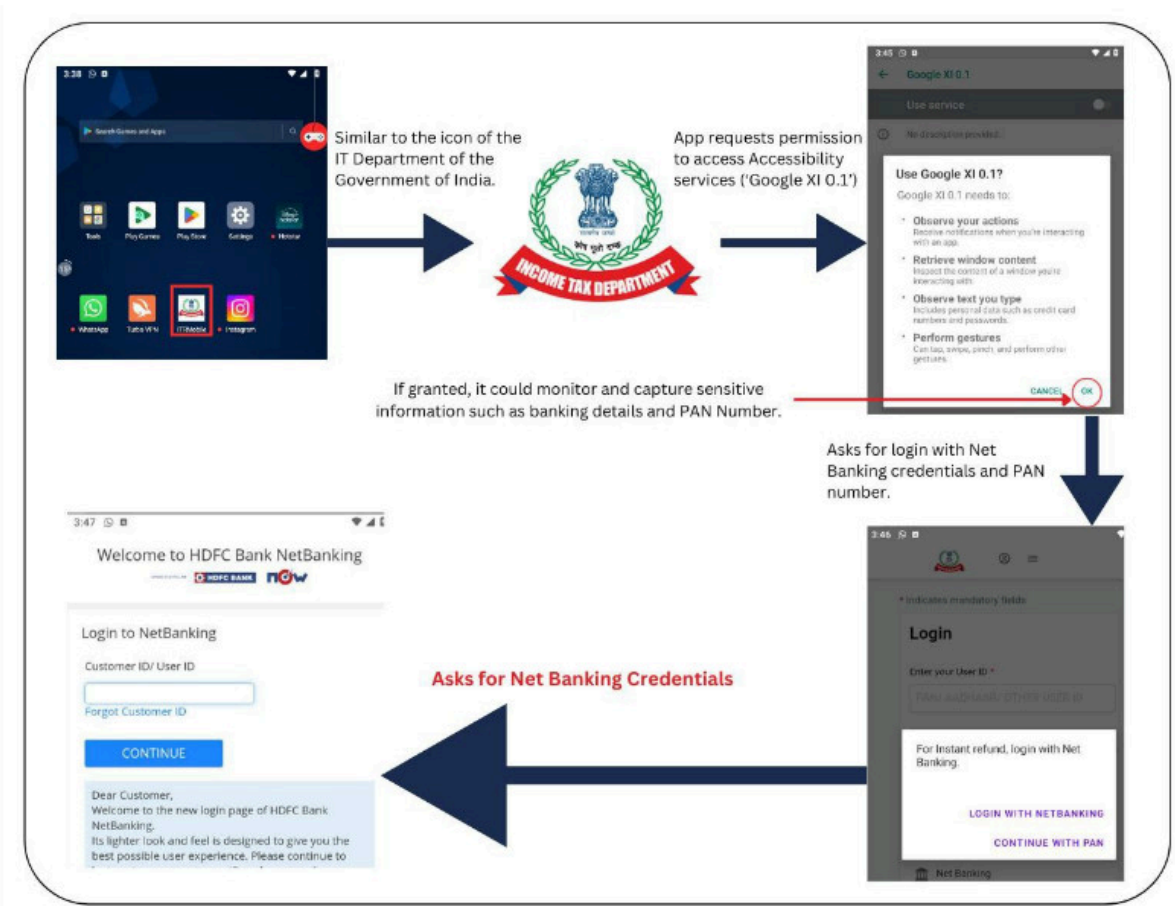 3:38
Search Games and Apps
Tools
Play Games
Play Store
Settings
Hotstar
WhatsApp
Turbo VPN
ITRMobile
Instagram
Similar to the icon of the
IT Department of the
Government of India.
कोष मूलो दण्डः
INCOME TAX DEPARTMENT
App requests permission
to access Accessibility
services ('Google XI 0.1')
3:45
Google XI 0.1
Use service
No description provided.
Use Google XI 0.1?
Google XI 0.1 needs to:
• Observe your actions
Receive notifications when you're interacting
with an app.
• Retrieve window content
Inspect the content of a window you're
interacting with.
• Observe text you type
Includes personal data such as credit card
numbers and passwords.
• Perform gestures
Can tap, swipe, pinch, and perform other
gestures.
CANCEL
OK
If granted, it could monitor and capture sensitive
information such as banking details and PAN Number.
Asks for login with Net
Banking credentials and PAN
number.
3:46
* Indicates mandatory fields
Login
Enter your User ID *
PAN/ AADHAAR/ OTHER USER ID
For Instant refund, login with Net
Banking.
LOGIN WITH NETBANKING
CONTINUE WITH PAN
Net Banking
Asks for Net Banking Credentials
3:47
Welcome to HDFC Bank NetBanking
HDFC BANK
now
Login to NetBanking
Customer ID/ User ID
Forgot Customer ID
CONTINUE
Dear Customer,
Welcome to the new login page of HDFC Bank
NetBanking.
Its lighter look and feel is designed to give you the
best possible user experience. Please continue to